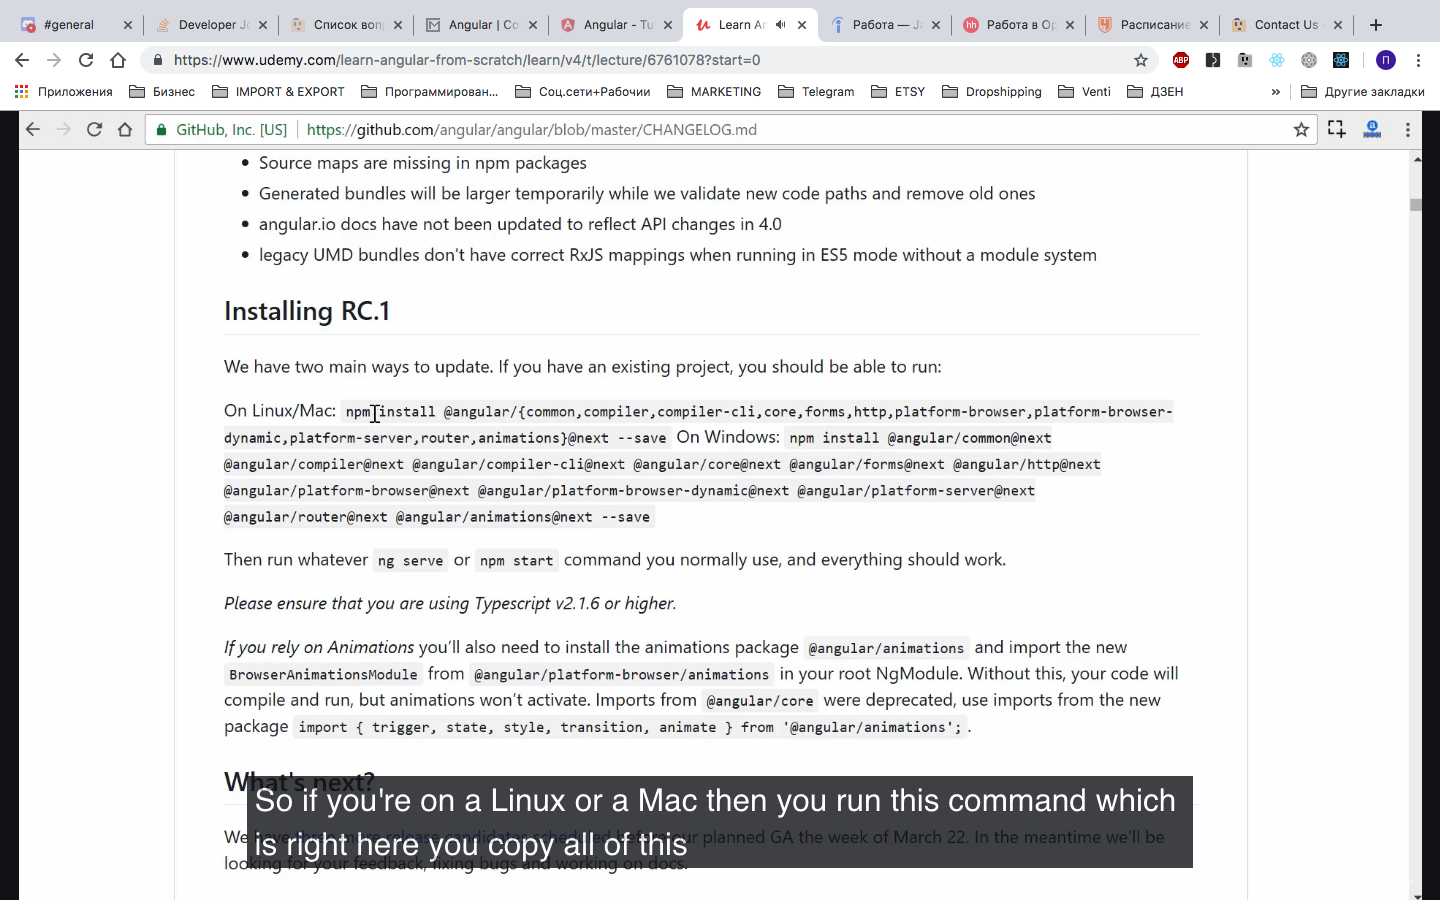 #general
Developer Jo
Список воп
Angular | Co
Angular - Tu
Learn Ar
Работа — Ja
Работа в Ор
Расписание
Contact Us -
https://www.udemy.com/learn-angular-from-scratch/learn/v4/t/lecture/6761078?start=0
ABP
П
Приложения
Бизнес
IMPORT & EXPORT
Программирован...
Соц.сети+Рабочии
MARKETING
Telegram
ETSY
Dropshipping
Venti
ДЗЕН
»
Другие закладки
GitHub, Inc. [US] https://github.com/angular/angular/blob/master/CHANGELOG.md
• Source maps are missing in npm packages
• Generated bundles will be larger temporarily while we validate new code paths and remove old ones
• angular.io docs have not been updated to reflect API changes in 4.0
• legacy UMD bundles don't have correct RxJS mappings when running in ES5 mode without a module system
Installing RC.1
We have two main ways to update. If you have an existing project, you should be able to run:
On Linux/Mac: npm install @angular/{common,compiler,compiler-cli,core,forms,http,platform-browser,platform-browser-
dynamic,platform-server,router,animations}@next --save On Windows: npm install @angular/common@next
@angular/compiler@next @angular/compiler-cli@next @angular/core@next @angular/forms@next @angular/http@next
@angular/platform-browser@next @angular/platform-browser-dynamic@next @angular/platform-server@next
@angular/router@next @angular/animations@next --save
Then run whatever ng serve or npm start command you normally use, and everything should work.
Please ensure that you are using Typescript v2.1.6 or higher.
If you rely on Animations you’ll also need to install the animations package @angular/animations and import the new
BrowserAnimationsModule from @angular/platform-browser/animations in your root NgModule. Without this, your code will
compile and run, but animations won’t activate. Imports from @angular/core were deprecated, use imports from the new
package import { trigger, state, style, transition, animate } from '@angular/animations'; .
What's next?
So if you're on a Linux or a Mac then you run this command which
is right here you copy all of this
We have three more release candidates scheduled before our planned GA the week of March 22. In the meantime we'll be
looking for your feedback, fixing bugs and working on docs.